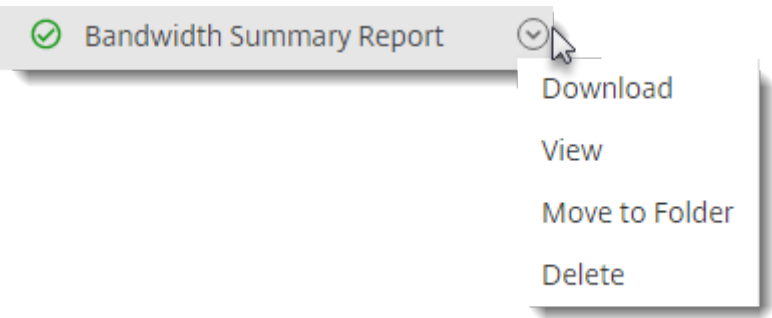 Bandwidth Summary Report
Download
View
Move to Folder
Delete